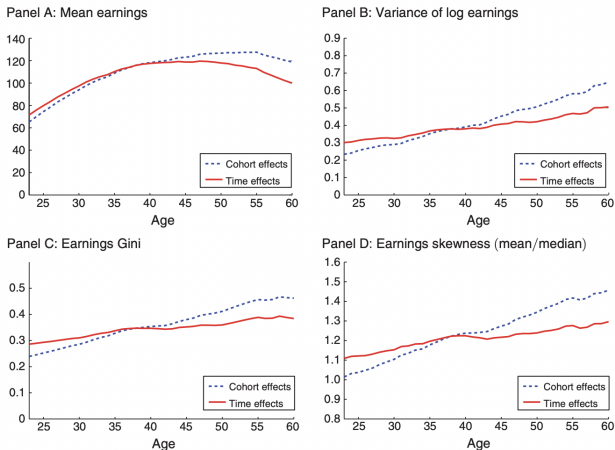 Panel A: Mean earnings
140
120
100
80
60
40
20
0
25 30 35 40 45 50 55 60
Age
Cohort effects
Time effects
Panel B: Variance of log earnings
0.9
0.8
0.7
0.6
0.5
0.4
0.3
0.2
0.1
0
25 30 35 40 45 50 55 60
Age
Cohort effects
Time effects
Panel C: Earnings Gini
0.5
0.4
0.3
0.2
0.1
0
25 30 35 40 45 50 55 60
Age
Cohort effects
Time effects
Panel D: Earnings skewness (mean/median)
1.6
1.5
1.4
1.3
1.2
1.1
1.0
0.9
0.8
25 30 35 40 45 50 55 60
Age
Cohort effects
Time effects